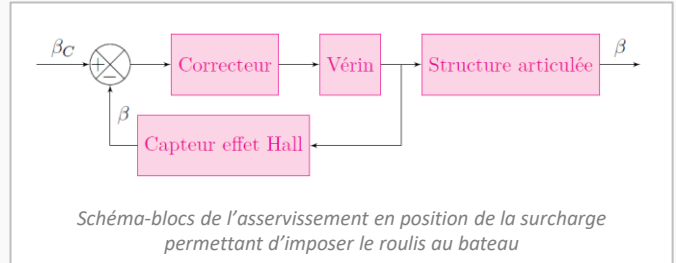 β_C
+
−
Correcteur
Vérin
Structure articulée
β
β
Capteur effet Hall
Schéma-blocs de l’asservissement en position de la surcharge
permettant d’imposer le roulis au bateau